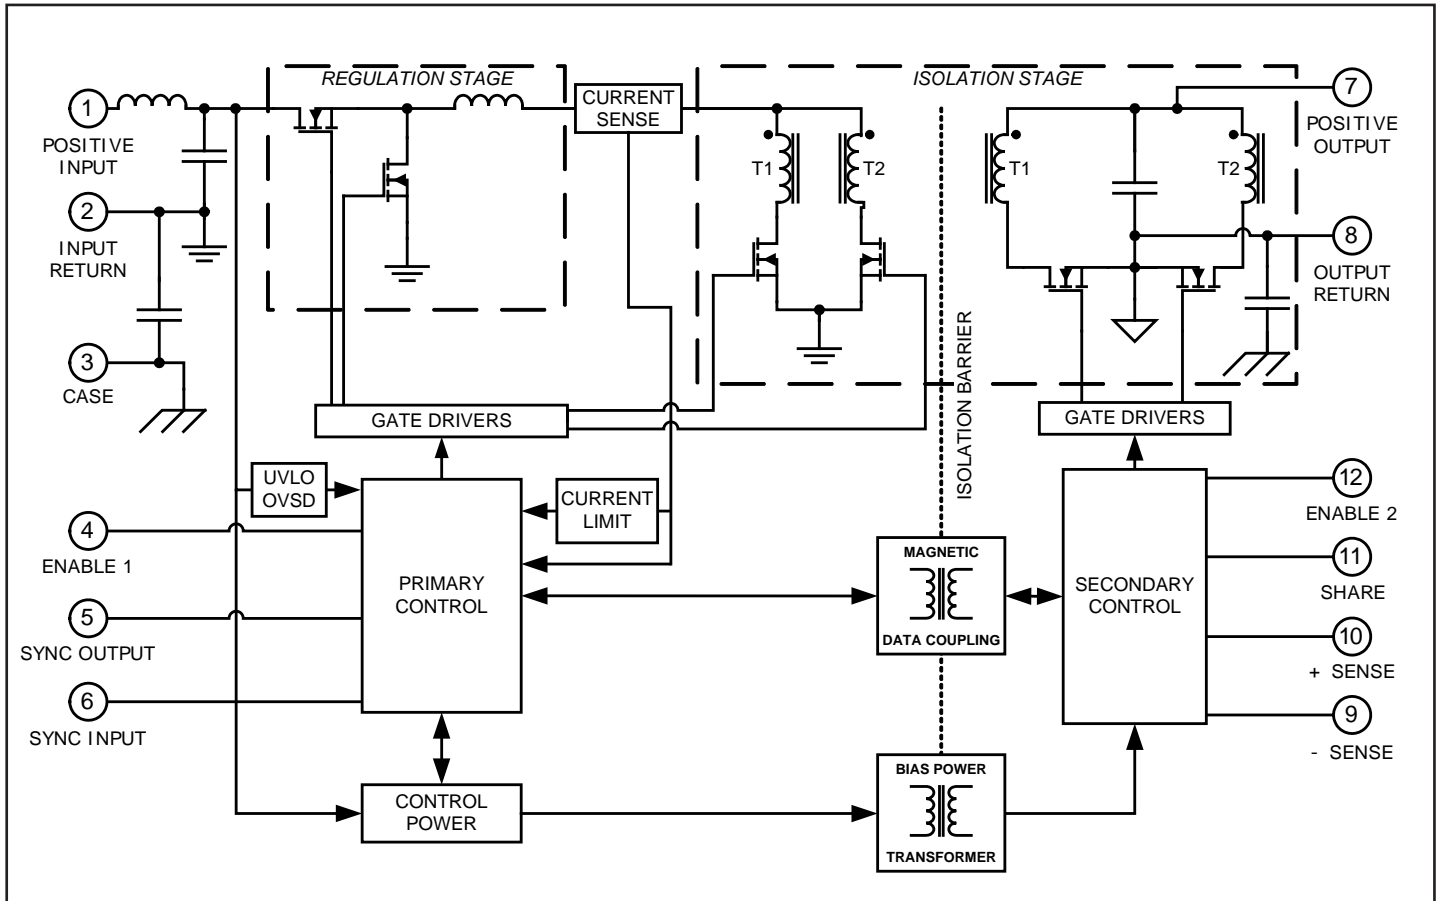 REGULATION STAGE
ISOLATION STAGE
1
POSITIVE
INPUT
CURRENT
SENSE
7
POSITIVE
OUTPUT
T1
T2
T1
T2
2
INPUT
RETURN
8
OUTPUT
RETURN
3
CASE
ISOLATION BARRIER
GATE DRIVERS
GATE DRIVERS
UVLO
OVSD
CURRENT
LIMIT
4
ENABLE 1
12
ENABLE 2
PRIMARY
CONTROL
MAGNETIC
DATA COUPLING
SECONDARY
CONTROL
11
SHARE
5
SYNC OUTPUT
10
+ SENSE
6
SYNC INPUT
9
- SENSE
CONTROL
POWER
BIAS POWER
TRANSFORMER